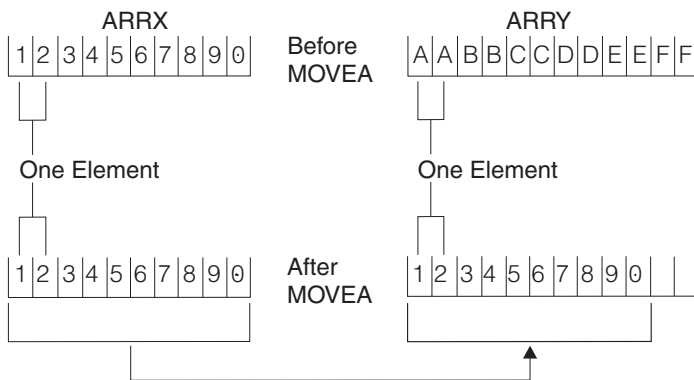 ARRX ARRY
1 2 3 4 5 6 7 8 9 0 Before MOVEA A A B B C C D D E E F F
One Element One Element
1 2 3 4 5 6 7 8 9 0 After MOVEA 1 2 3 4 5 6 7 8 9 0